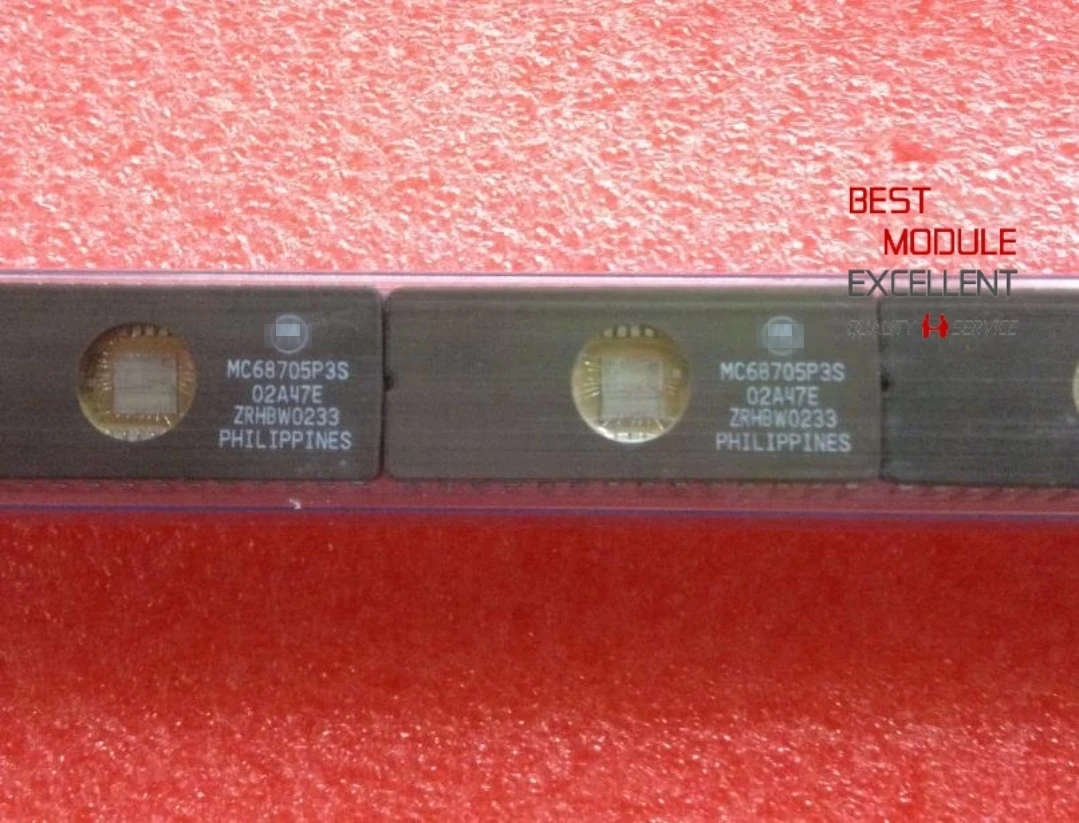 BEST
MODULE
EXCELLENT
QUALITY SERVICE
MC68705P3S
02A47E
ZRHBW0233
PHILIPPINES
MC68705P3S
02A47E
ZRHBW0233
PHILIPPINES